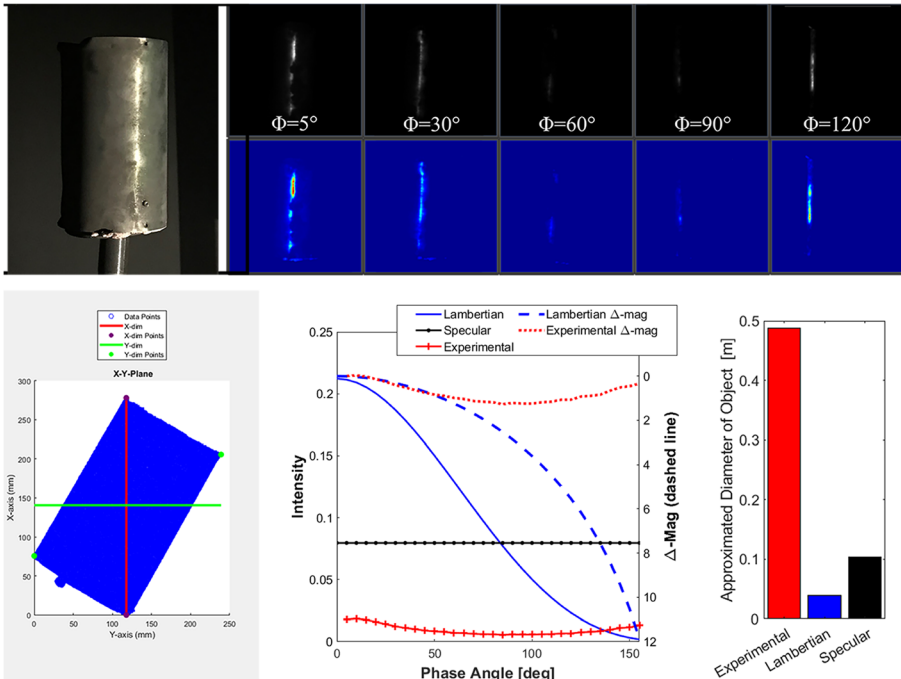 Φ=5°
Φ=30°
Φ=60°
Φ=90°
Φ=120°
Data Points
X-dim
X-dim Points
Y-dim
Y-dim Points
X-Y-Plane
300
250
200
150
100
50
0
X-axis (mm)
0
50
100
150
200
250
Y-axis (mm)
Lambertian
Specular
Experimental
Lambertian Δ-mag
Experimental Δ-mag
0.25
0.2
0.15
0.1
0.05
0
Intensity
0
50
100
150
Phase Angle [deg]
0
2
4
6
8
10
12
Δ-Mag (dashed line)
0.5
0.4
0.3
0.2
0.1
0
Approximated Diameter of Object [m]
Experimental
Lambertian
Specular